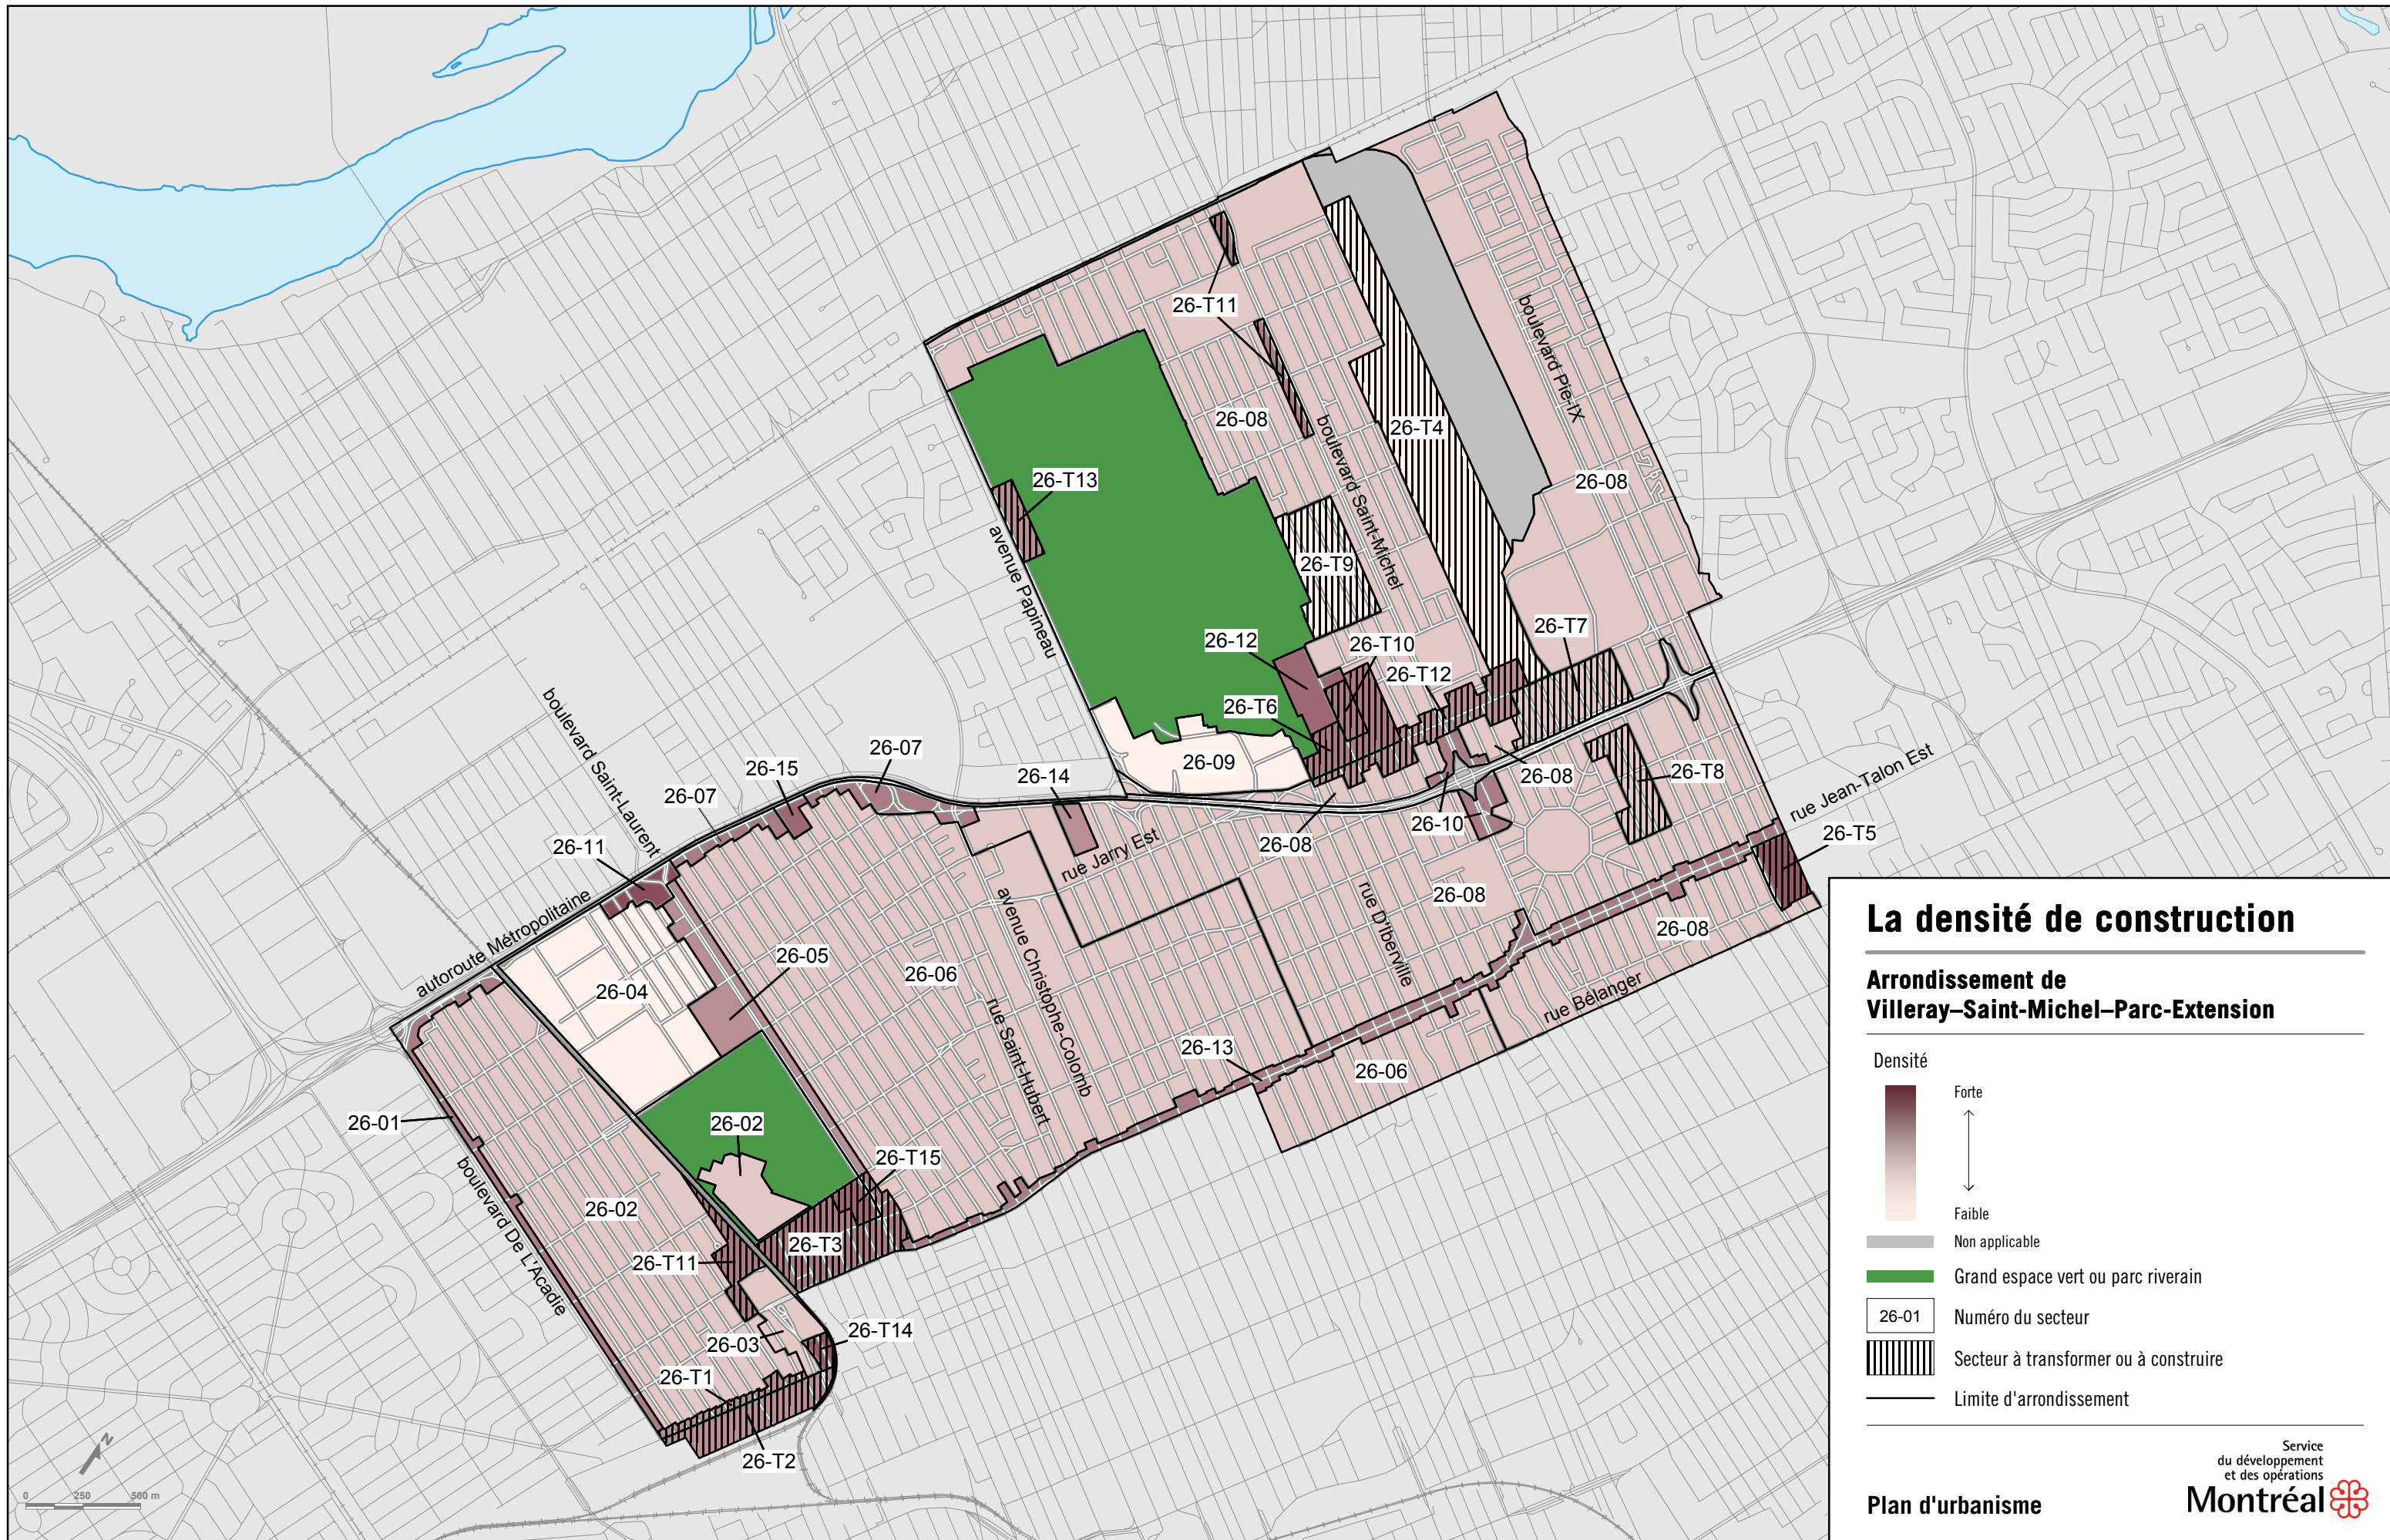 26-T11
boulevard Pie-IX
26-08
26-T4
boulevard Saint-Michel
26-T13
26-08
avenue Papineau
26-T9
26-T7
26-12
26-T10
26-T12
26-T6
boulevard Saint-Laurent
26-07
26-15
26-07
26-14
26-09
26-08
26-T8
rue Jean-Talon Est
26-10
26-T5
26-11
26-08
rue Jarry Est
autoroute Métropolitaine
avenue Christophe-Colomb
rue D'Iberville
26-08
26-08
26-05
26-06
26-04
rue Saint-Hubert
rue Bélanger
26-13
26-06
26-01
26-02
26-T15
boulevard De L'Acadie
26-02
26-T3
26-T11
26-03
26-T14
26-T1
26-T2
N
0 250 500 m
La densité de construction
Arrondissement de
Villeray–Saint-Michel–Parc-Extension
Densité
Forte
Faible
Non applicable
Grand espace vert ou parc riverain
26-01 Numéro du secteur
Secteur à transformer ou à construire
Limite d'arrondissement
Service
du développement
et des opérations
Plan d'urbanisme
Montréal